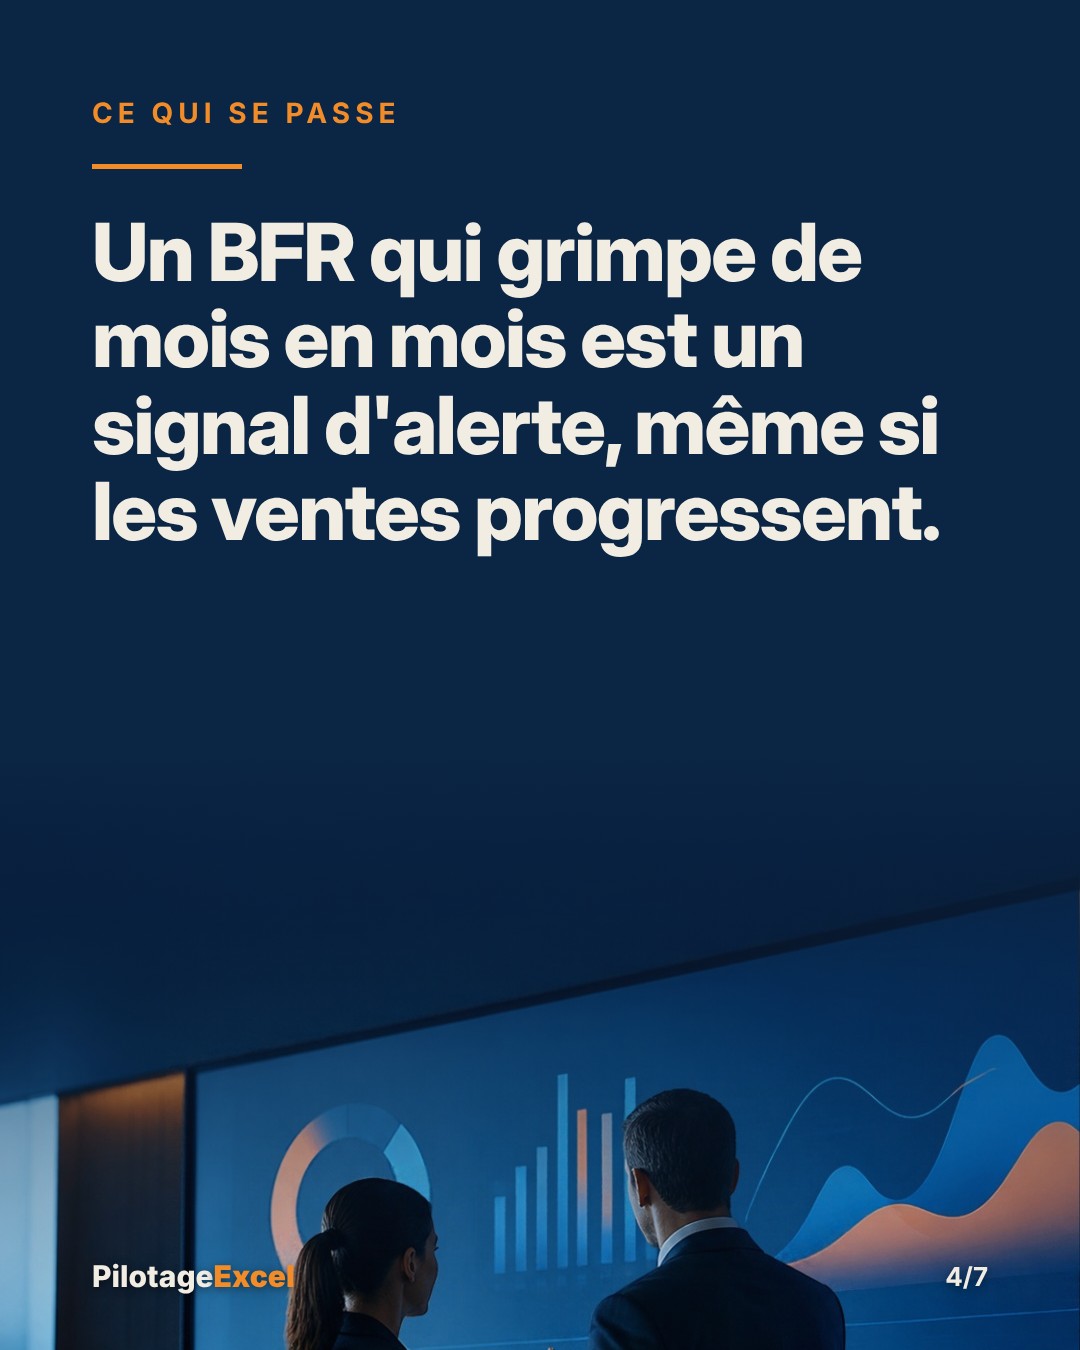 CE QUI SE PASSE
Un BFR qui grimpe de
mois en mois est un
signal d'alerte, même si
les ventes progressent.
PilotageExcel
4/7